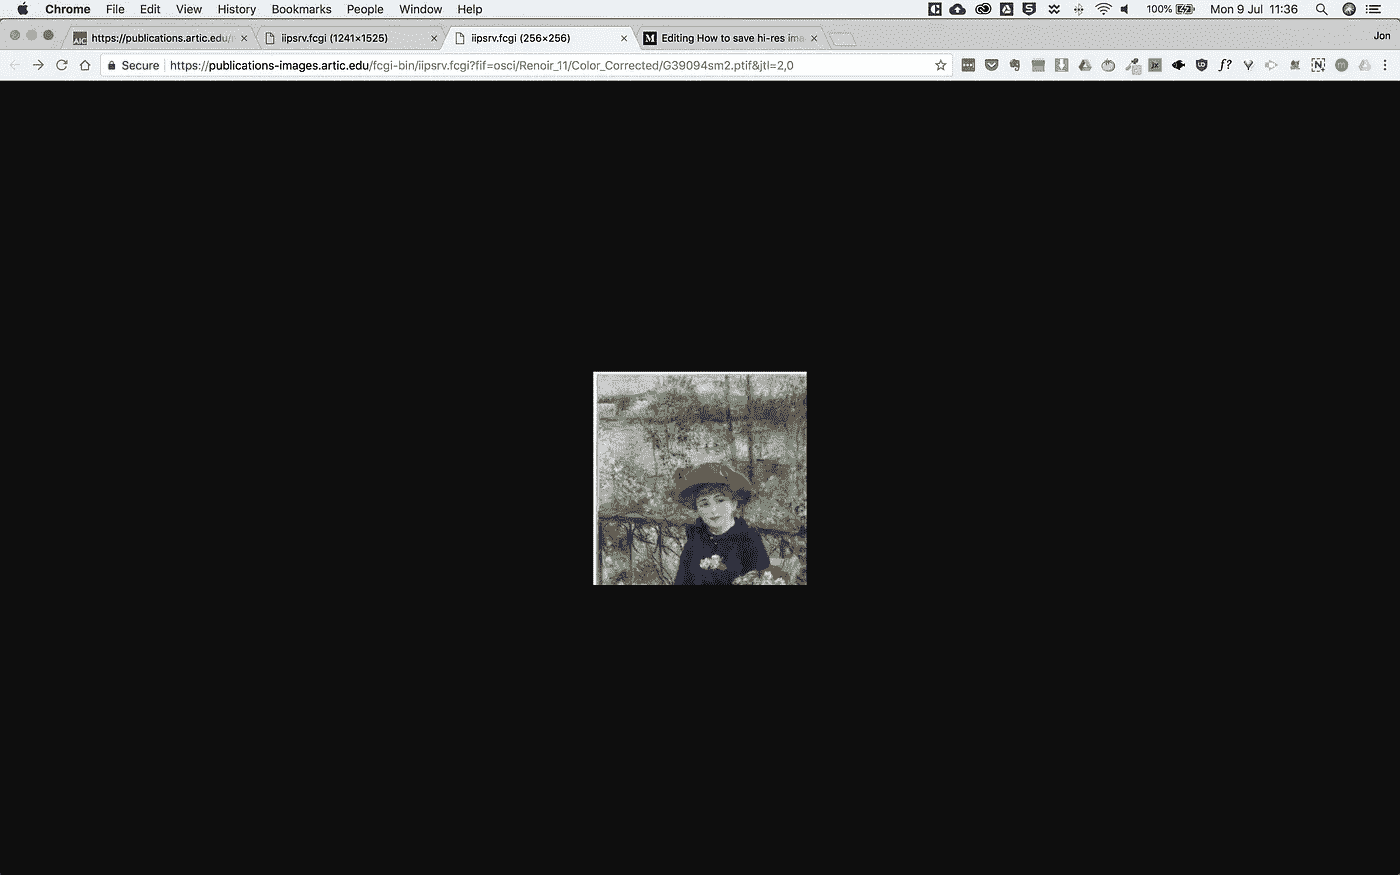 Chrome File Edit View History Bookmarks People Window Help 100% Mon 9 Jul 11:36
https://publications.artic.edu/ iipsrv.fcgi (1241×1525) iipsrv.fcgi (256×256) Editing How to save hi-res ima Jon
Secure https://publications-images.artic.edu/fcgi-bin/iipsrv.fcgi?fif=osci/Renoir_11/Color_Corrected/G39094sm2.ptif&jtl=2,0